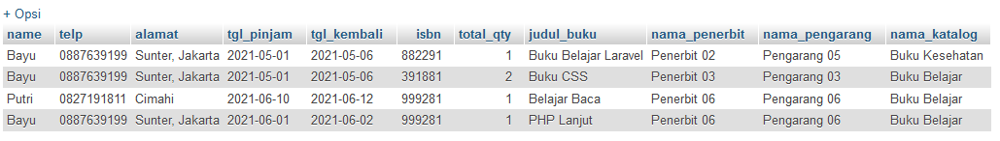 + Opsi
name telp alamat tgl_pinjam tgl_kembali isbn total_qty judul_buku nama_penerbit nama_pengarang nama_katalog
Bayu 0887639199 Sunter, Jakarta 2021-05-01 2021-05-06 882291 1 Buku Belajar Laravel Penerbit 02 Pengarang 05 Buku Kesehatan
Bayu 0887639199 Sunter, Jakarta 2021-05-01 2021-05-06 391881 2 Buku CSS Penerbit 03 Pengarang 03 Buku Belajar
Putri 0827191811 Cimahi 2021-06-10 2021-06-12 999281 1 Belajar Baca Penerbit 06 Pengarang 06 Buku Belajar
Bayu 0887639199 Sunter, Jakarta 2021-06-01 2021-06-02 999281 1 PHP Lanjut Penerbit 06 Pengarang 06 Buku Belajar